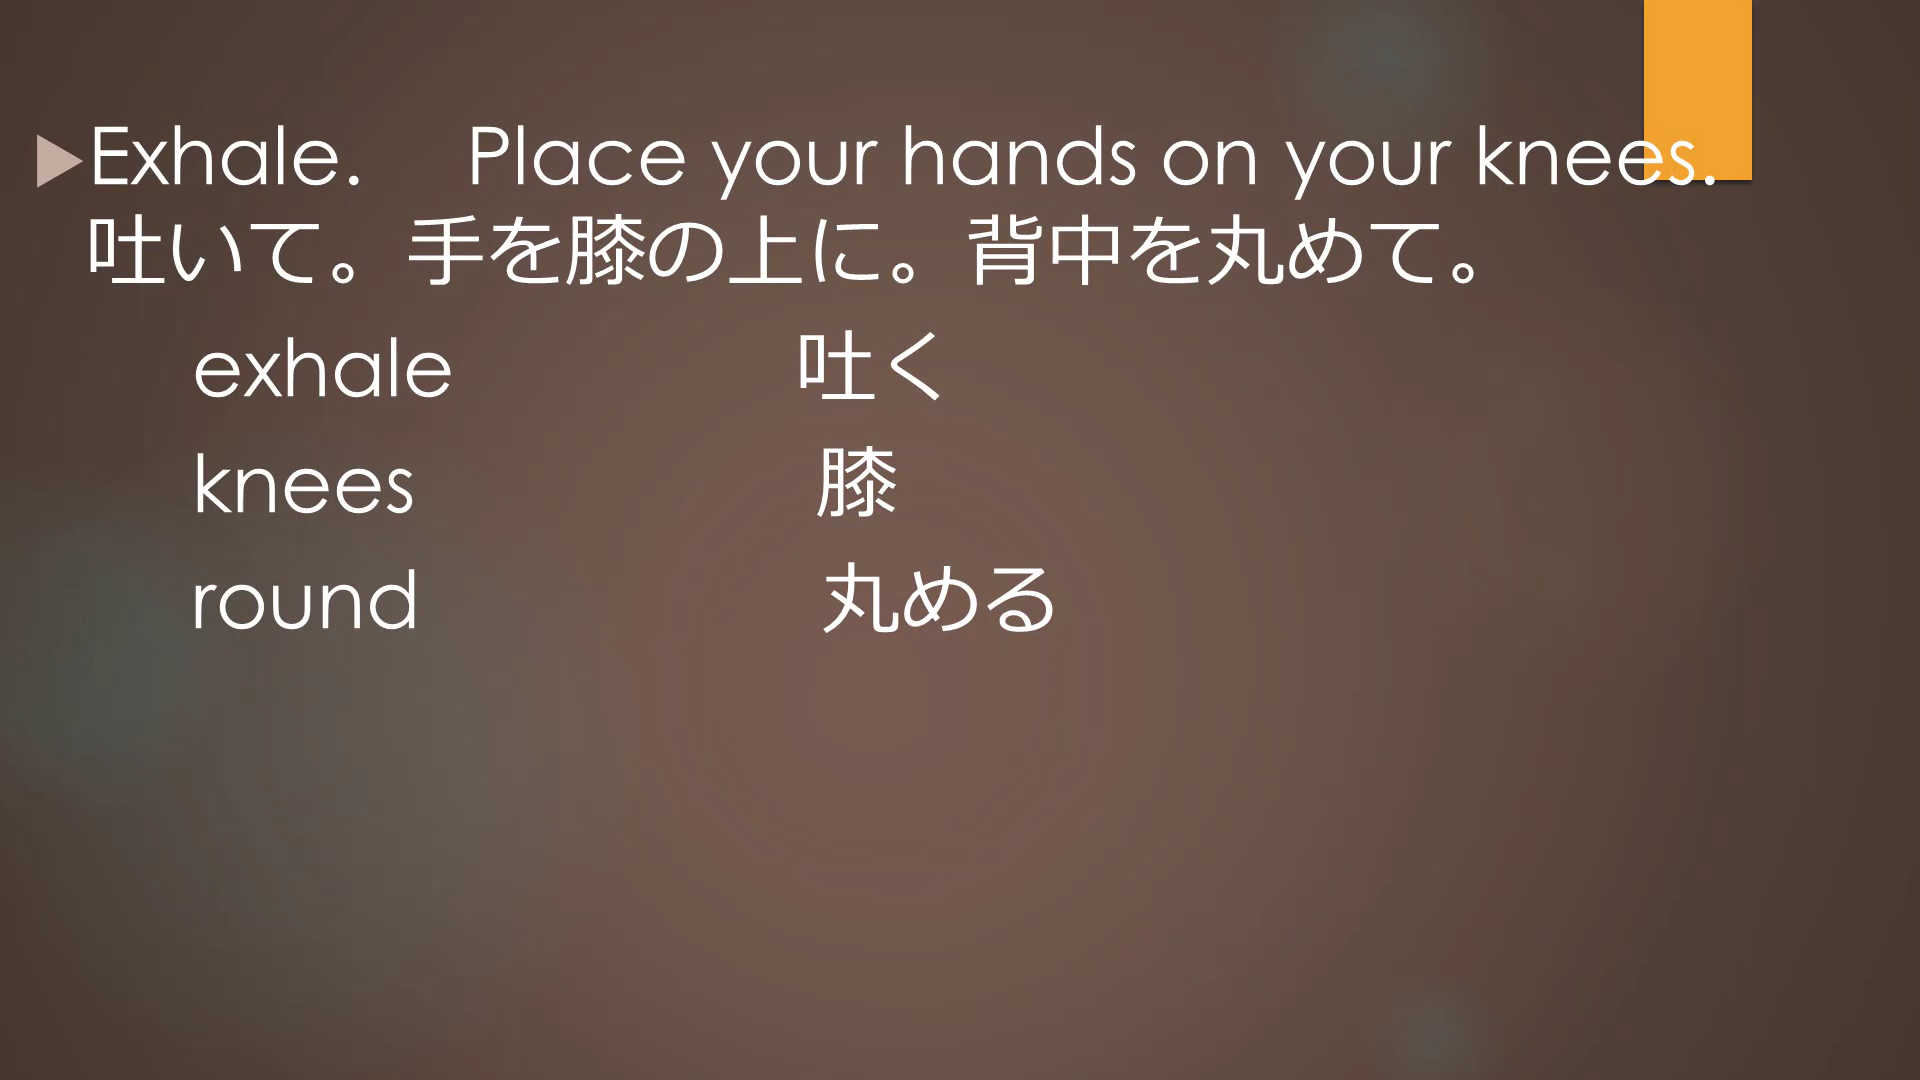 Exhale. Place your hands on your knees.
吐いて。手を膝の上に。背中を丸めて。
exhale 吐く
knees 膝
round 丸める